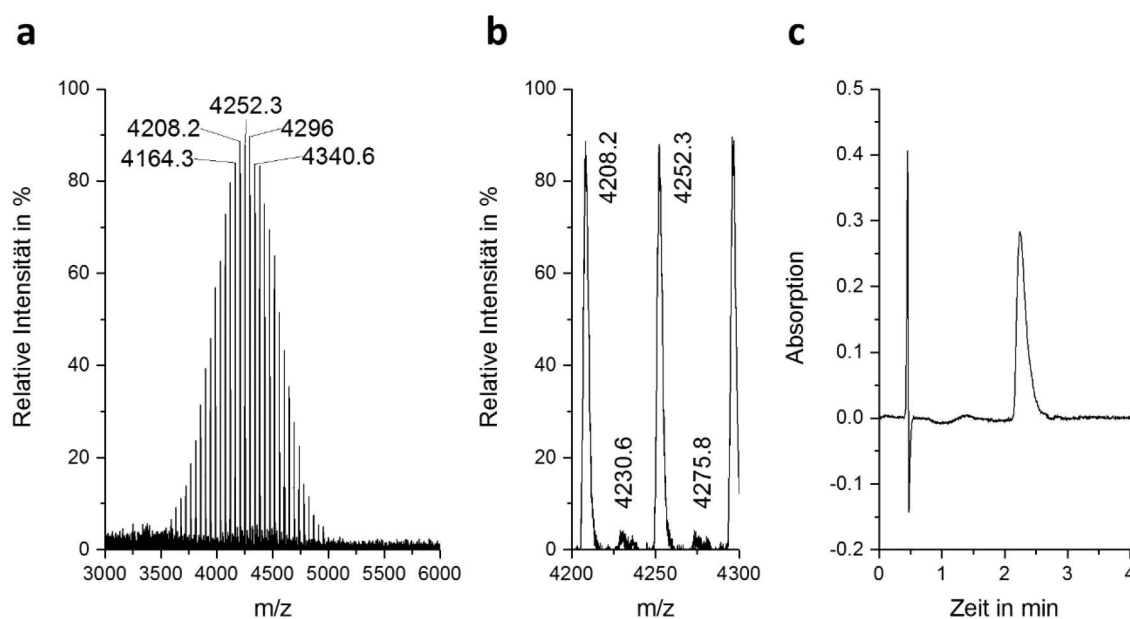 a
Relative Intensität in %
100
80
60
40
20
0
4252.3
4208.2
4296
4164.3
4340.6
3000 3500 4000 4500 5000 5500 6000
m/z
b
Relative Intensität in %
100
80
60
40
20
0
4208.2
4252.3
4230.6
4275.8
4200 4250 4300
m/z
c
Absorption
0.5
0.4
0.3
0.2
0.1
0.0
-0.1
-0.2
0 1 2 3 4
Zeit in min